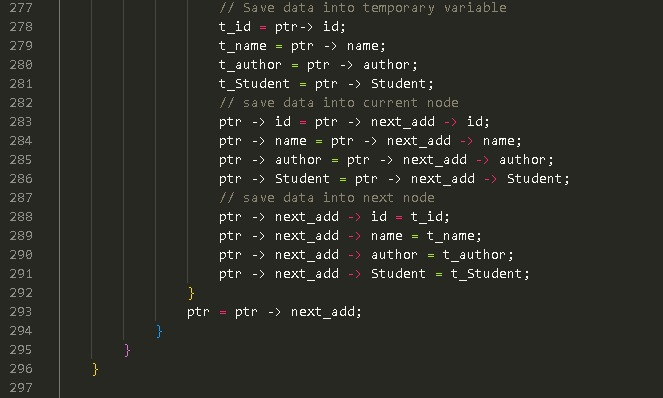 277 // Save data into temporary variable
278 t_id = ptr-> id;
279 t_name = ptr -> name;
280 t_author = ptr -> author;
281 t_Student = ptr -> Student;
282 // save data into current node
283 ptr -> id = ptr -> next_add -> id;
284 ptr -> name = ptr -> next_add -> name;
285 ptr -> author = ptr -> next_add -> author;
286 ptr -> Student = ptr -> next_add -> Student;
287 // save data into next node
288 ptr -> next_add -> id = t_id;
289 ptr -> next_add -> name = t_name;
290 ptr -> next_add -> author = t_author;
291 ptr -> next_add -> Student = t_Student;
292 }
293 ptr = ptr -> next_add;
294 }
295 }
296 }
297